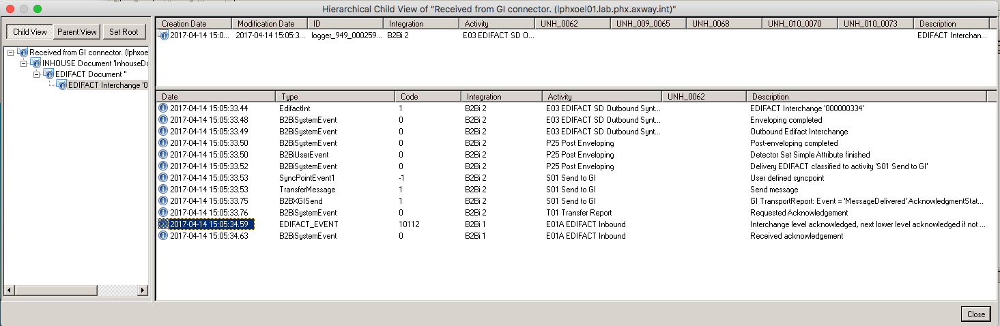 Hierarchical Child View of "Received from GI connector. (lphxoel01.lab.phx.axway.int)"
Child View Parent View Set Root
Received from GI connector. (lphxoe
INHOUSE Document 'InhouseDo
EDIFACT Document ''
EDIFACT Interchange '0
Creation Date Modification Date ID Integration Activity UNH_0062 UNH_009_0065 UNH_0068 UNH_010_0070 UNH_010_0073 Description
2017-04-14 15:0... 2017-04-14 15:05:3... logger_949_000259... B2Bi 2 E03 EDIFACT SD O... EDIFACT Interchan...
Date Type Code Integration Activity UNH_0062 Description
2017-04-14 15:05:33.44 EdifactInt 1 B2Bi 2 E03 EDIFACT SD Outbound Synt... EDIFACT Interchange '000000334'
2017-04-14 15:05:33.48 B2BiSystemEvent 0 B2Bi 2 E03 EDIFACT SD Outbound Synt... Enveloping completed
2017-04-14 15:05:33.49 B2BiSystemEvent 0 B2Bi 2 E03 EDIFACT SD Outbound Synt... Outbound Edifact Interchange
2017-04-14 15:05:33.50 B2BiSystemEvent 0 B2Bi 2 P25 Post Enveloping Post-enveloping completed
2017-04-14 15:05:33.50 B2BiUserEvent 0 B2Bi 2 P25 Post Enveloping Detector Set Simple Attribute finished
2017-04-14 15:05:33.52 B2BiSystemEvent 0 B2Bi 2 P25 Post Enveloping Delivery EDIFACT classified to activity 'S01 Send to GI'
2017-04-14 15:05:33.53 SyncPointEvent1 -1 B2Bi 2 S01 Send to GI User defined syncpoint
2017-04-14 15:05:33.53 TransferMessage 1 B2Bi 2 S01 Send to GI Send message
2017-04-14 15:05:33.75 B2BXGISend 1 B2Bi 2 S01 Send to GI GI TransportReport: Event = 'MessageDelivered' AcknowledgmentStat...
2017-04-14 15:05:33.76 B2BiSystemEvent 0 B2Bi 2 T01 Transfer Report Requested Acknowledgement
2017-04-14 15:05:34.59 EDIFACT_EVENT 10112 B2Bi 1 E01A EDIFACT Inbound Interchange level acknowledged, next lower level acknowledged if not ...
2017-04-14 15:05:34.63 B2BiSystemEvent 0 B2Bi 1 E01A EDIFACT Inbound Received acknowledgement
Close